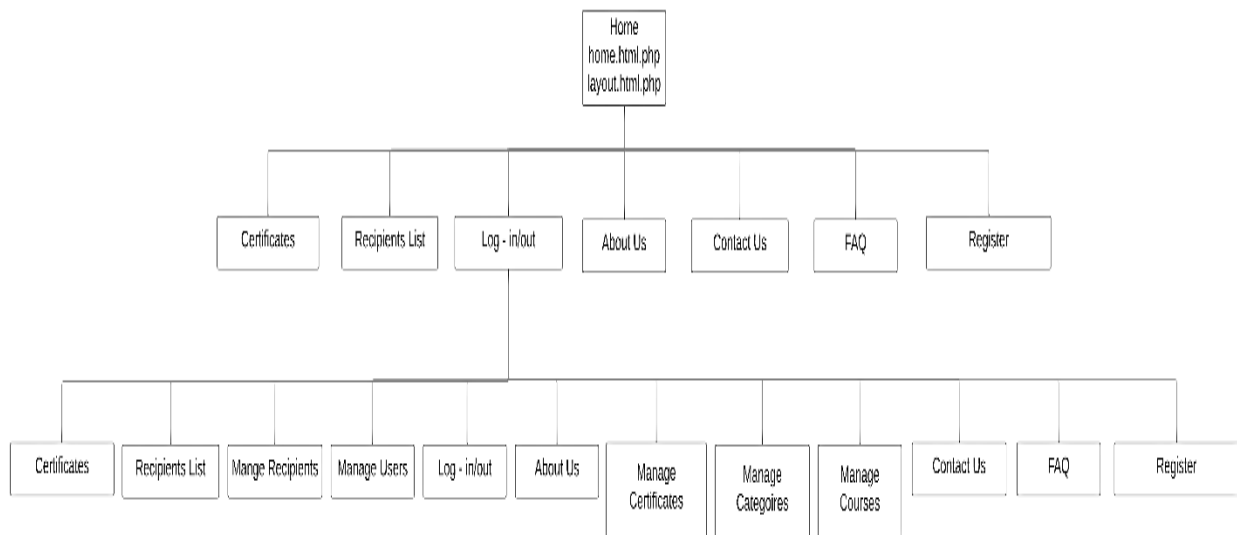 Home
home.html.php
layout.html.php
Certificates
Recipients List
Log - in/out
About Us
Contact Us
FAQ
Register
Certificates
Recipients List
Mange Recipients
Manage Users
Log - in/out
About Us
Manage
Certificates
Manage
Categoires
Manage
Courses
Contact Us
FAQ
Register